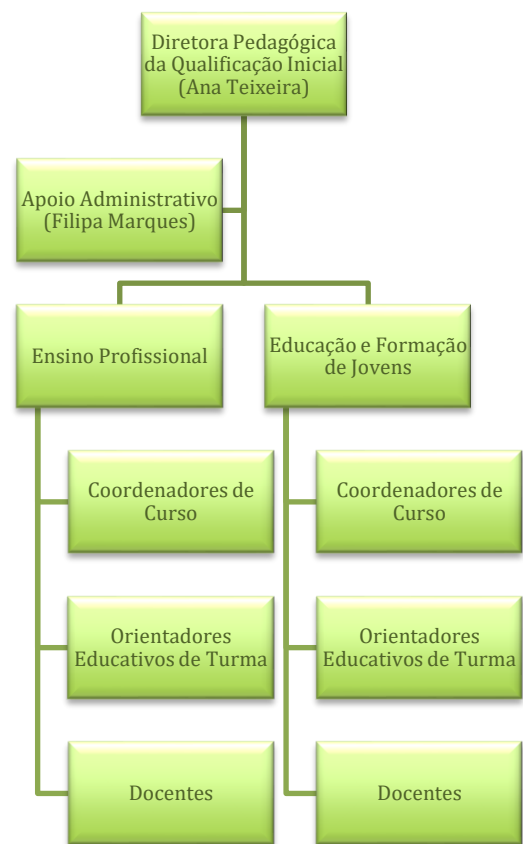 Diretora Pedagógica
da Qualificação Inicial
(Ana Teixeira)
Apoio Administrativo
(Filipa Marques)
Ensino Profissional
Educação e Formação
de Jovens
Coordenadores de
Curso
Orientadores
Educativos de Turma
Docentes
Coordenadores de
Curso
Orientadores
Educativos de Turma
Docentes